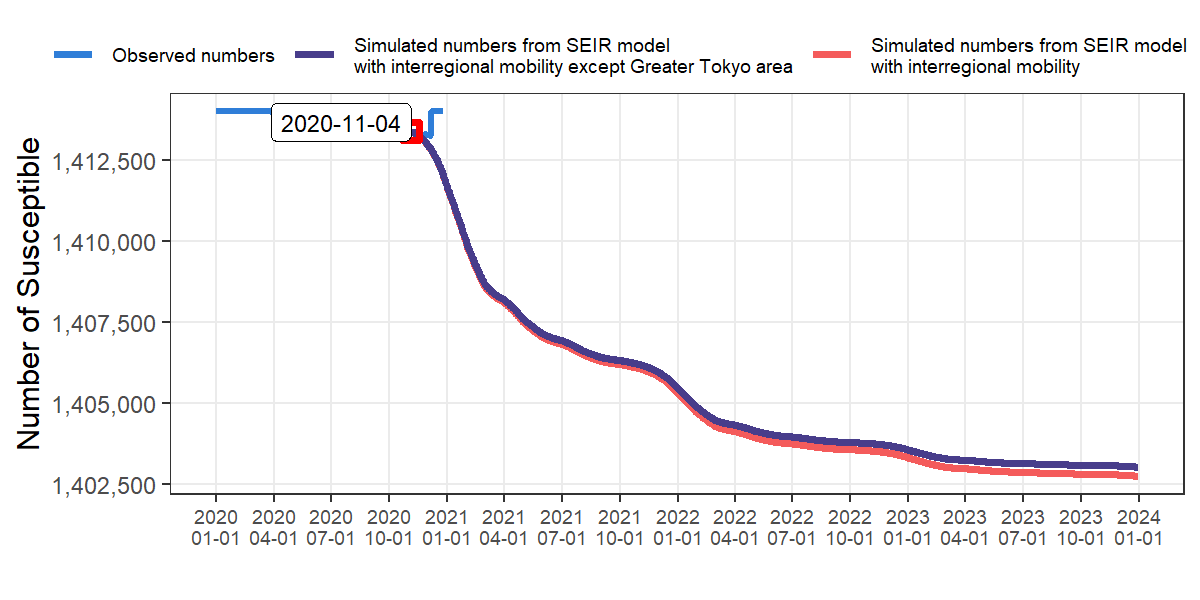 Observed numbers
Simulated numbers from SEIR model
with interregional mobility except Greater Tokyo area
Simulated numbers from SEIR model
with interregional mobility
Number of Susceptible
2020-11-04
1,412,500
1,410,000
1,407,500
1,405,000
1,402,500
2020 2020 2020 2020 2021 2021 2021 2021 2022 2022 2022 2022 2023 2023 2023 2023 2024
01-01 04-01 07-01 10-01 01-01 04-01 07-01 10-01 01-01 04-01 07-01 10-01 01-01 04-01 07-01 10-01 01-01